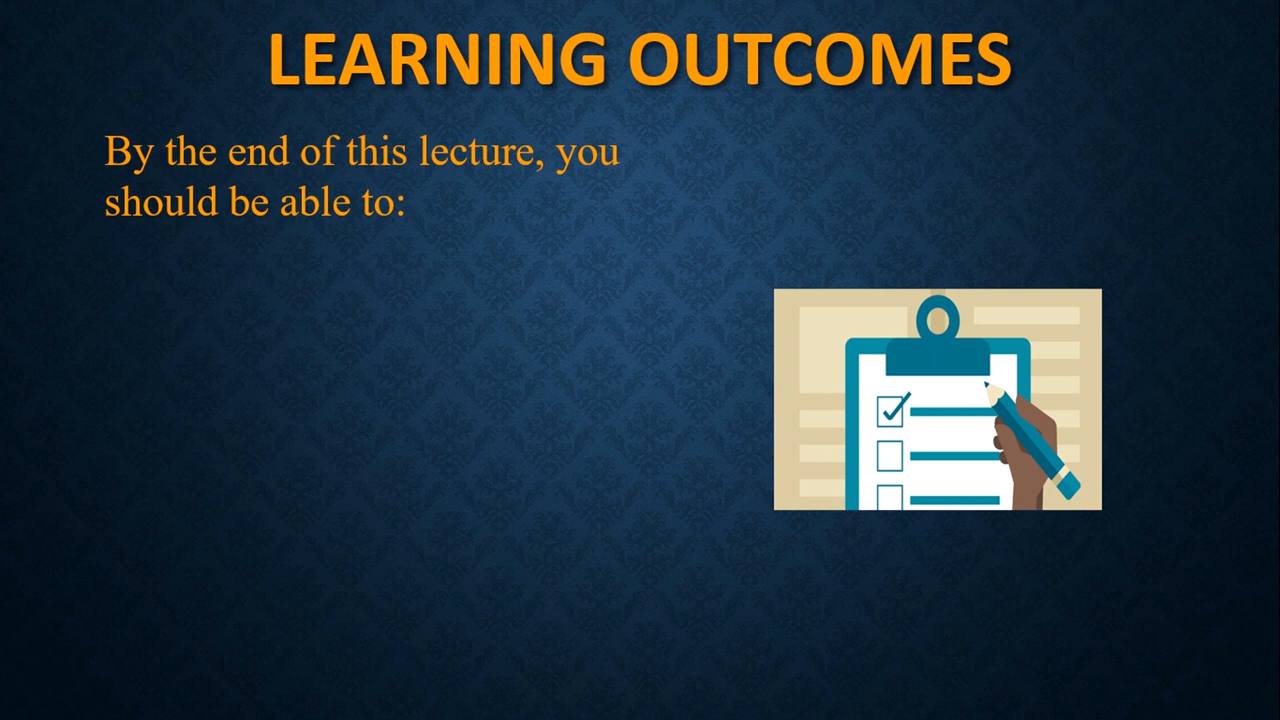 LEARNING OUTCOMES
By the end of this lecture, you
should be able to: